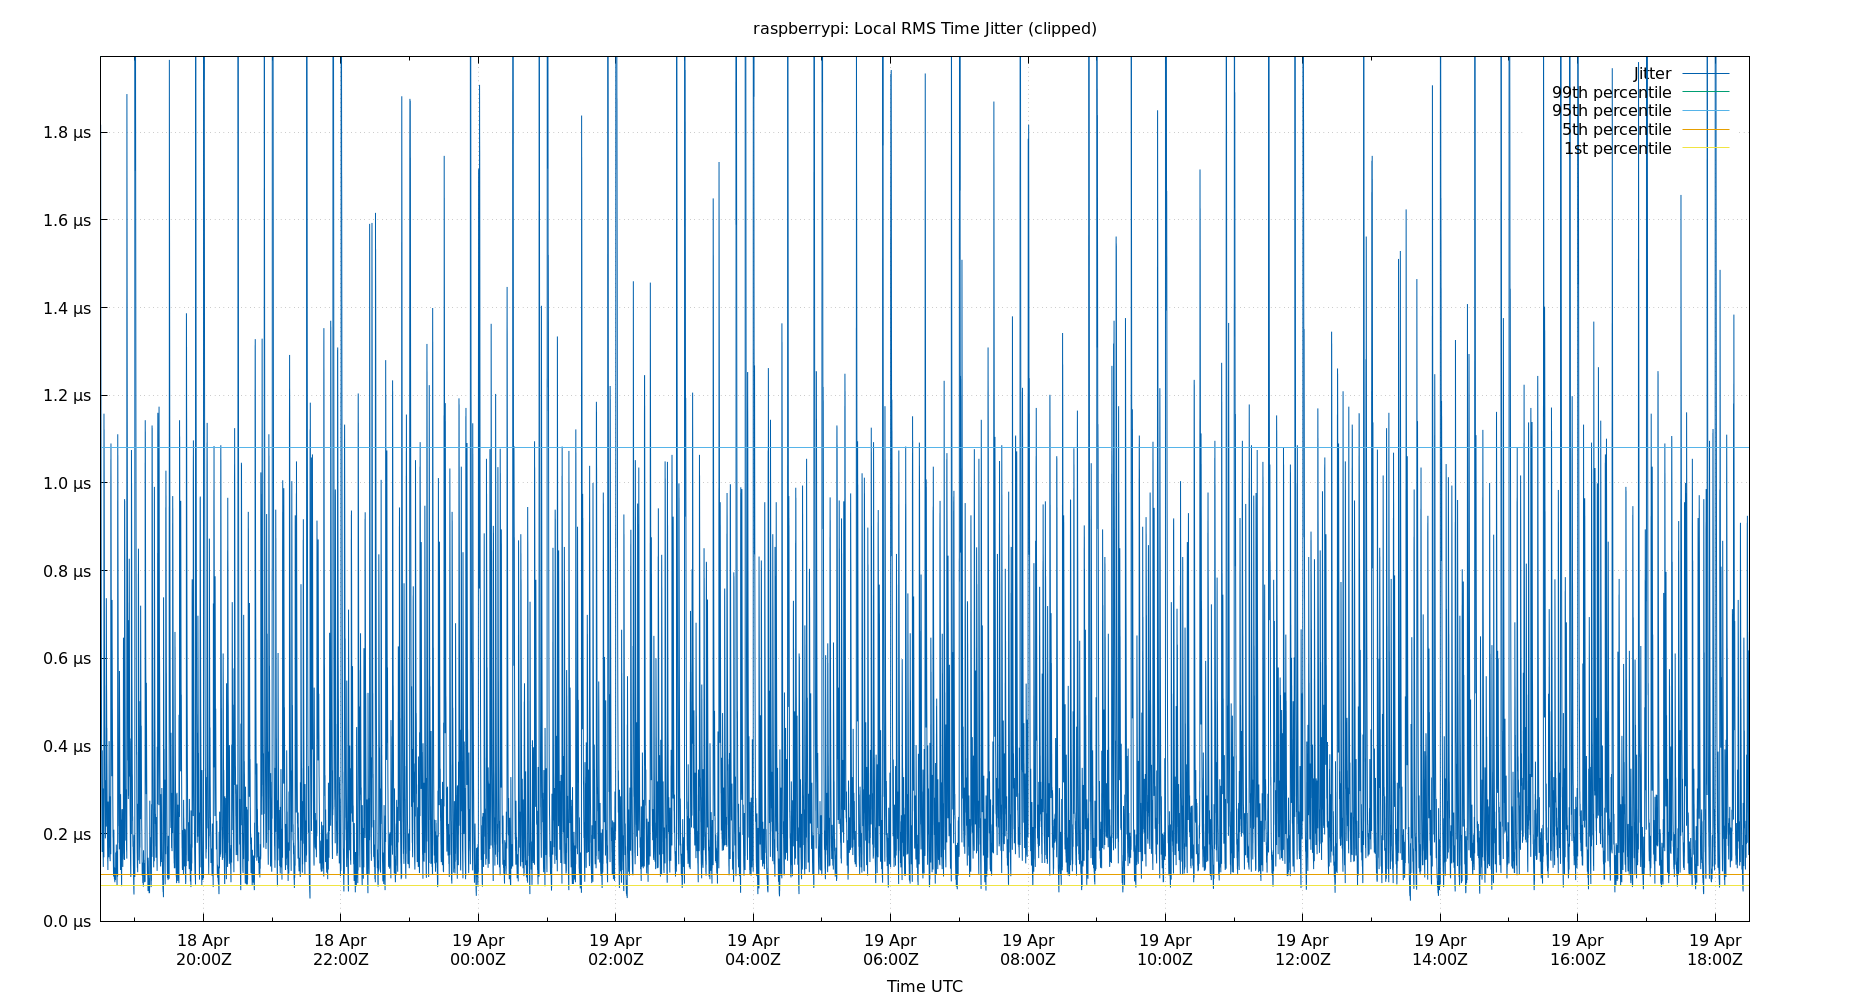 raspberrypi: Local RMS Time Jitter (clipped)
Jitter
99th percentile
95th percentile
5th percentile
1st percentile
1.8 μs
1.6 μs
1.4 μs
1.2 μs
1.0 μs
0.8 μs
0.6 μs
0.4 μs
0.2 μs
0.0 μs
18 Apr 18 Apr 19 Apr 19 Apr 19 Apr 19 Apr 19 Apr 19 Apr 19 Apr 19 Apr 19 Apr 19 Apr
20:00Z 22:00Z 00:00Z 02:00Z 04:00Z 06:00Z 08:00Z 10:00Z 12:00Z 14:00Z 16:00Z 18:00Z
Time UTC